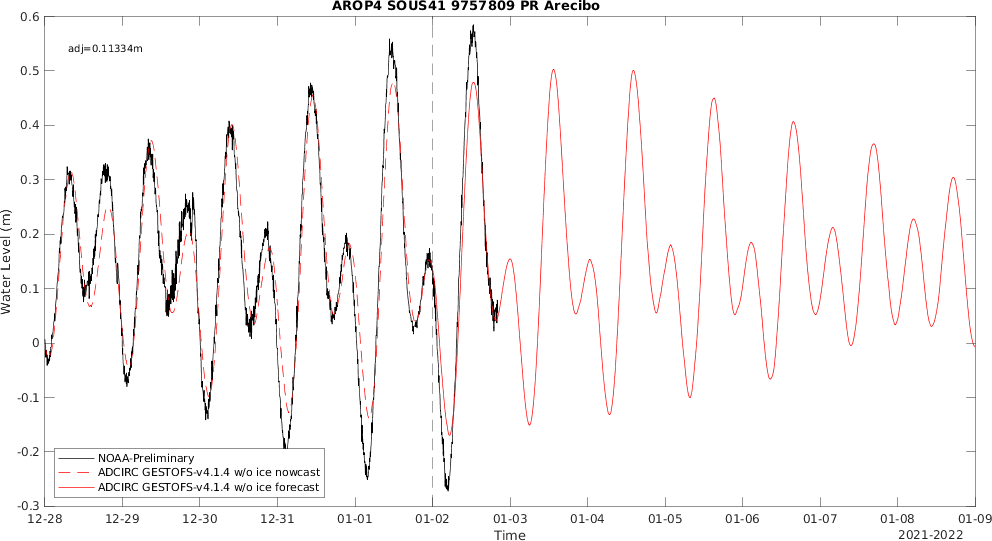 AROP4 SOUS41 9757809 PR Arecibo
adj=0.11334m
0.6
0.5
0.4
0.3
0.2
0.1
0
-0.1
-0.2
-0.3
Water Level (m)
NOAA-Preliminary
ADCIRC GESTOFS-v4.1.4 w/o ice nowcast
ADCIRC GESTOFS-v4.1.4 w/o ice forecast
12-28 12-29 12-30 12-31 01-01 01-02 01-03 01-04 01-05 01-06 01-07 01-08 01-09
Time
2021-2022